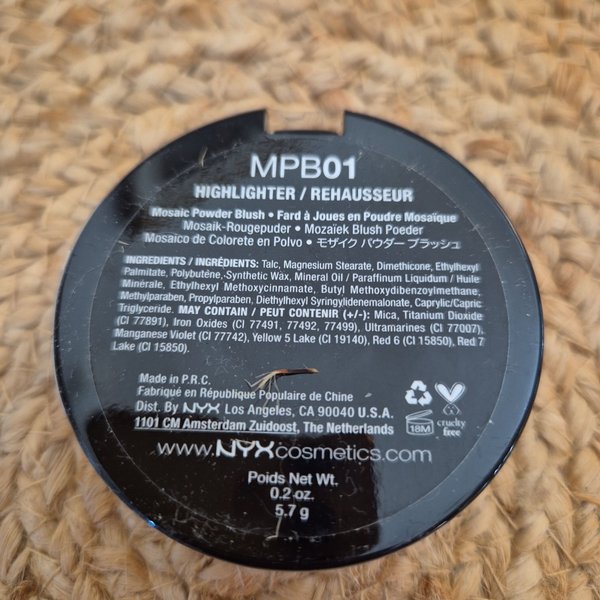 MPB01
HIGHLIGHTER / REHAUSSEUR
Mosaic Powder Blush • Fard à Joues en Poudre Mosaïque
Mosaik-Rougepuder • Mozaïek Blush Poeder
Mosaico de Colorete en Polvo • モザイク パウダー ブラッシュ
INGREDIENTS / INGRÉDIENTS: Talc, Magnesium Stearate, Dimethicone, Ethylhexyl
Palmitate, Polybutène, Synthetic Wax, Mineral Oil / Paraffinum Liquidum / Huile
Minérale, Ethylhexyl Methoxycinnamate, Butyl Methoxydibenzoylmethane,
Methylparaben, Propylparaben, Diethylhexyl Syringylidenemalonate, Caprylic/Capric
Triglyceride. MAY CONTAIN / PEUT CONTENIR (+/-): Mica, Titanium Dioxide
(CI 77891), Iron Oxides (CI 77491, 77492, 77499), Ultramarines (CI 77007),
Manganese Violet (CI 77742), Yellow 5 Lake (CI 19140), Red 6 (CI 15850), Red 7
Lake (CI 15850).
Made in P.R.C.
Fabriqué en République Populaire de Chine
Dist. By NYX Los Angeles, CA 90040 U.S.A.
1101 CM Amsterdam Zuidoost, The Netherlands
18M
cruelty
free
www.NYXcosmetics.com
Poids Net Wt.
0.2 oz.
5.7 g